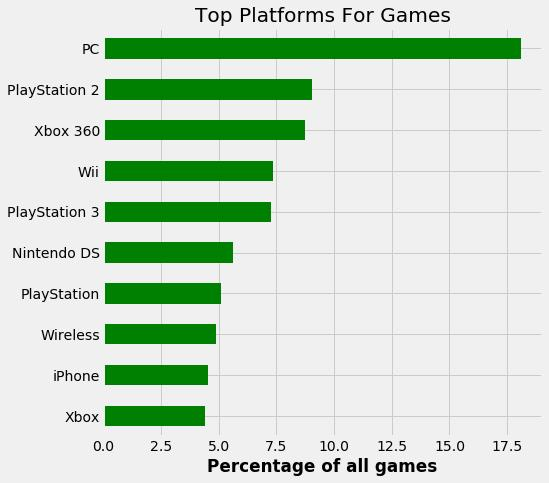 Top Platforms For Games
PC
PlayStation 2
Xbox 360
Wii
PlayStation 3
Nintendo DS
PlayStation
Wireless
iPhone
Xbox
0.0 2.5 5.0 7.5 10.0 12.5 15.0 17.5
Percentage of all games